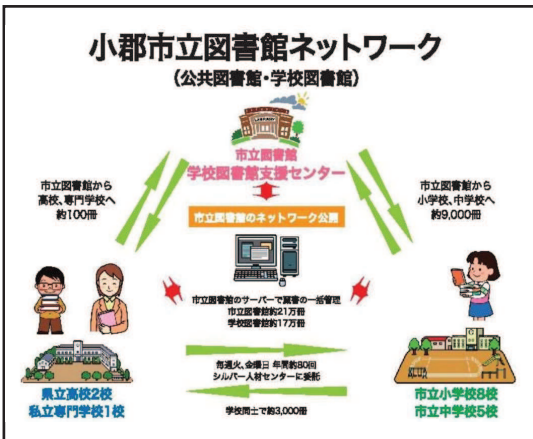 小郡市立図書館ネットワーク
(公共図書館・学校図書館)
市立図書館
学校図書館支援センター
市立図書館から
高校、専門学校へ
約100冊
市立図書館から
小学校、中学校へ
約9,000冊
市立図書館のネットワーク公開
市立図書館のサーバーで蔵書の一括管理
市立図書館約21万冊
学校図書館約17万冊
毎週火、金曜日 年間約80回
シルバー人材センターに委託
学校同士で約3,000冊
県立高校2校
私立専門学校1校
市立小学校8校
市立中学校5校